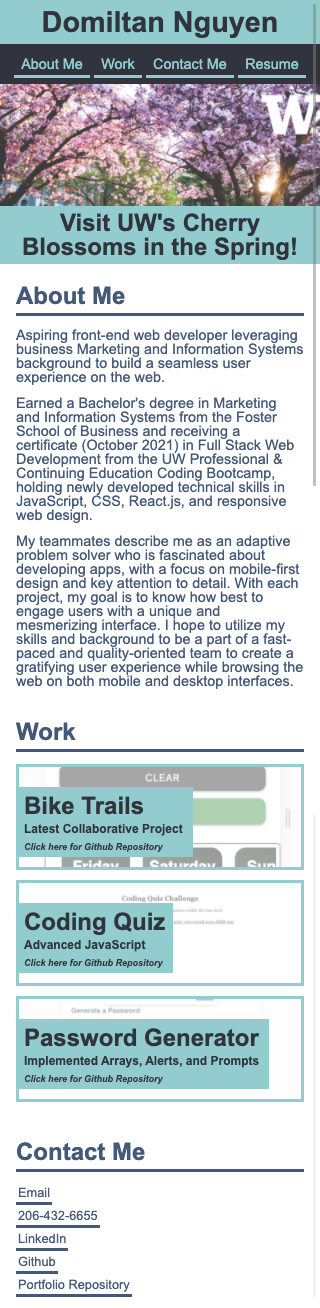 Domiltan Nguyen
About Me Work Contact Me Resume
W
Visit UW's Cherry
Blossoms in the Spring!
About Me
Aspiring front-end web developer leveraging
business Marketing and Information Systems
background to build a seamless user
experience on the web.
Earned a Bachelor's degree in Marketing
and Information Systems from the Foster
School of Business and receiving a
certificate (October 2021) in Full Stack Web
Development from the UW Professional &
Continuing Education Coding Bootcamp,
holding newly developed technical skills in
JavaScript, CSS, React.js, and responsive
web design.
My teammates describe me as an adaptive
problem solver who is fascinated about
developing apps, with a focus on mobile-first
design and key attention to detail. With each
project, my goal is to know how best to
engage users with a unique and
mesmerizing interface. I hope to utilize my
skills and background to be a part of a fast-
paced and quality-oriented team to create a
gratifying user experience while browsing the
web on both mobile and desktop interfaces.
Work
CLEAR
Bike Trails
Latest Collaborative Project
Click here for Github Repository
Friday Saturday Sun
Coding Quiz Challenge
Coding Quiz
Advanced JavaScript
Click here for Github Repository
Generate a Password
Password Generator
Implemented Arrays, Alerts, and Prompts
Click here for Github Repository
Contact Me
Email
206-432-6655
LinkedIn
Github
Portfolio Repository